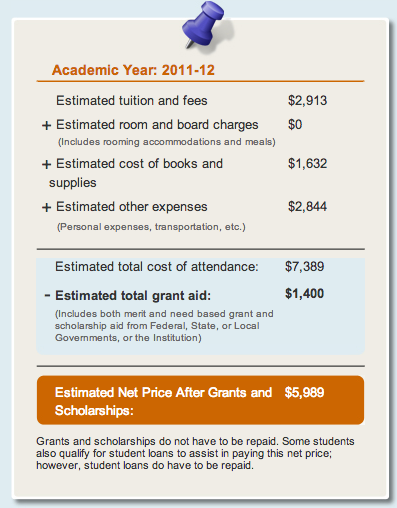 Academic Year: 2011-12
Estimated tuition and fees $2,913
+ Estimated room and board charges $0
(Includes rooming accommodations and meals)
+ Estimated cost of books and $1,632
supplies
+ Estimated other expenses $2,844
(Personal expenses, transportation, etc.)
Estimated total cost of attendance: $7,389
- Estimated total grant aid: $1,400
(Includes both merit and need based grant and
scholarship aid from Federal, State, or Local
Governments, or the Institution)
Estimated Net Price After Grants and $5,989
Scholarships:
Grants and scholarships do not have to be repaid. Some students
also qualify for student loans to assist in paying this net price;
however, student loans do have to be repaid.